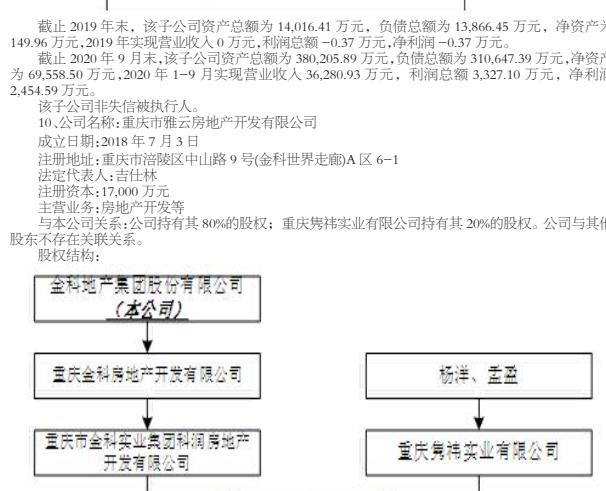 截止 2019 年末，该子公司资产总额为 14,016.41 万元，负债总额为 13,866.45 万元，净资产为
149.96 万元,2019 年实现营业收入 0 万元,利润总额 -0.37 万元,净利润 -0.37 万元。
截止 2020 年 9 月末,该子公司资产总额为 380,205.89 万元,负债总额为 310,647.39 万元,净资产
为 69,558.50 万元,2020 年 1-9 月实现营业收入 36,280.93 万元，利润总额 3,327.10 万元，净利润
2,454.59 万元。
该子公司非失信被执行人。
10、公司名称:重庆市雅云房地产开发有限公司
成立日期:2018 年 7 月 3 日
注册地址:重庆市涪陵区中山路 9 号(金科世界走廊)A 区 6-1
法定代表人:吉仕林
注册资本:17,000 万元
主营业务:房地产开发等
与本公司关系:公司持有其 80%的股权；重庆隽祎实业有限公司持有其 20%的股权。公司与其他
股东不存在关联关系。
股权结构:
金科地产集团股份有限公司
（本公司）
重庆金科房地产开发有限公司
杨洋、孟盈
重庆市金科实业集团科润房地产
开发有限公司
重庆隽祎实业有限公司